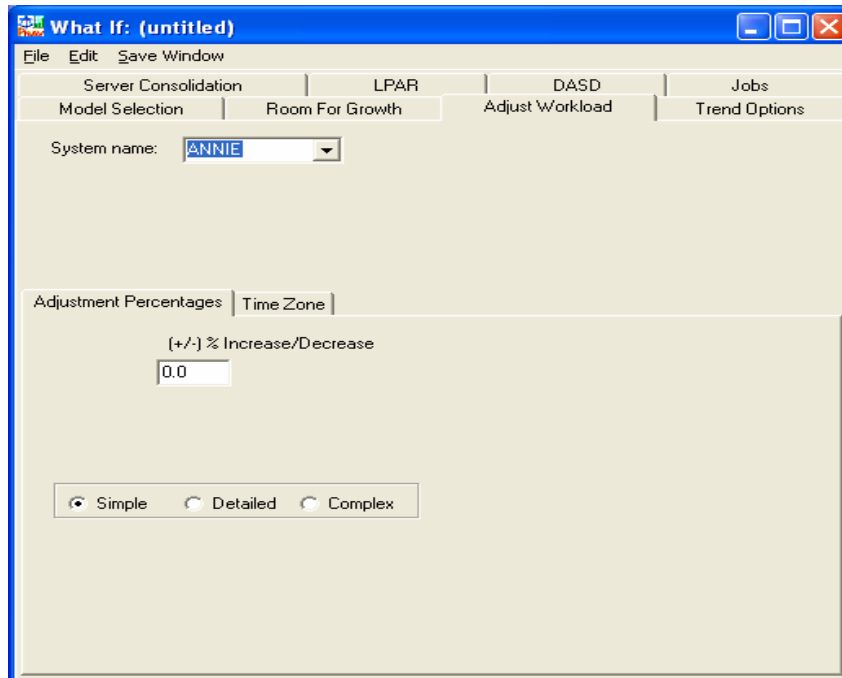 What If: (untitled)
File Edit Save Window
Server Consolidation LPAR DASD Jobs
Model Selection Room For Growth Adjust Workload Trend Options
System name: ANNIE
Adjustment Percentages Time Zone
(+/-) % Increase/Decrease
0.0
Simple Detailed Complex